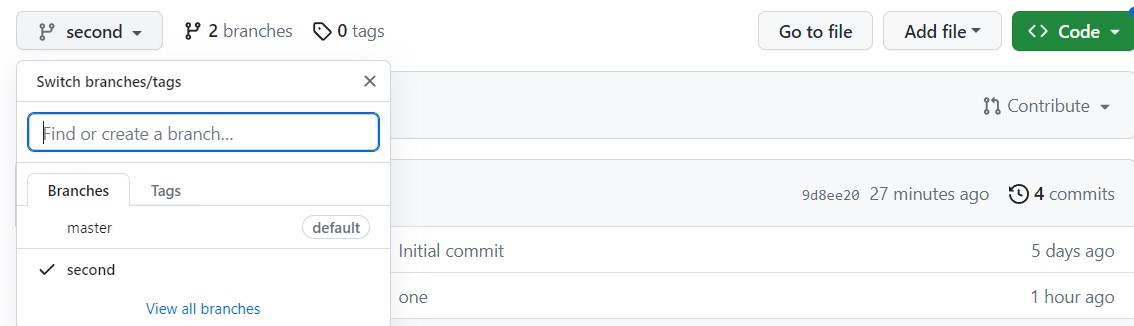 second 2 branches 0 tags Go to file Add file Code
Switch branches/tags
Contribute
Find or create a branch...
Branches Tags
9d8ee20 27 minutes ago 4 commits
master default
Initial commit 5 days ago
second
one 1 hour ago
View all branches